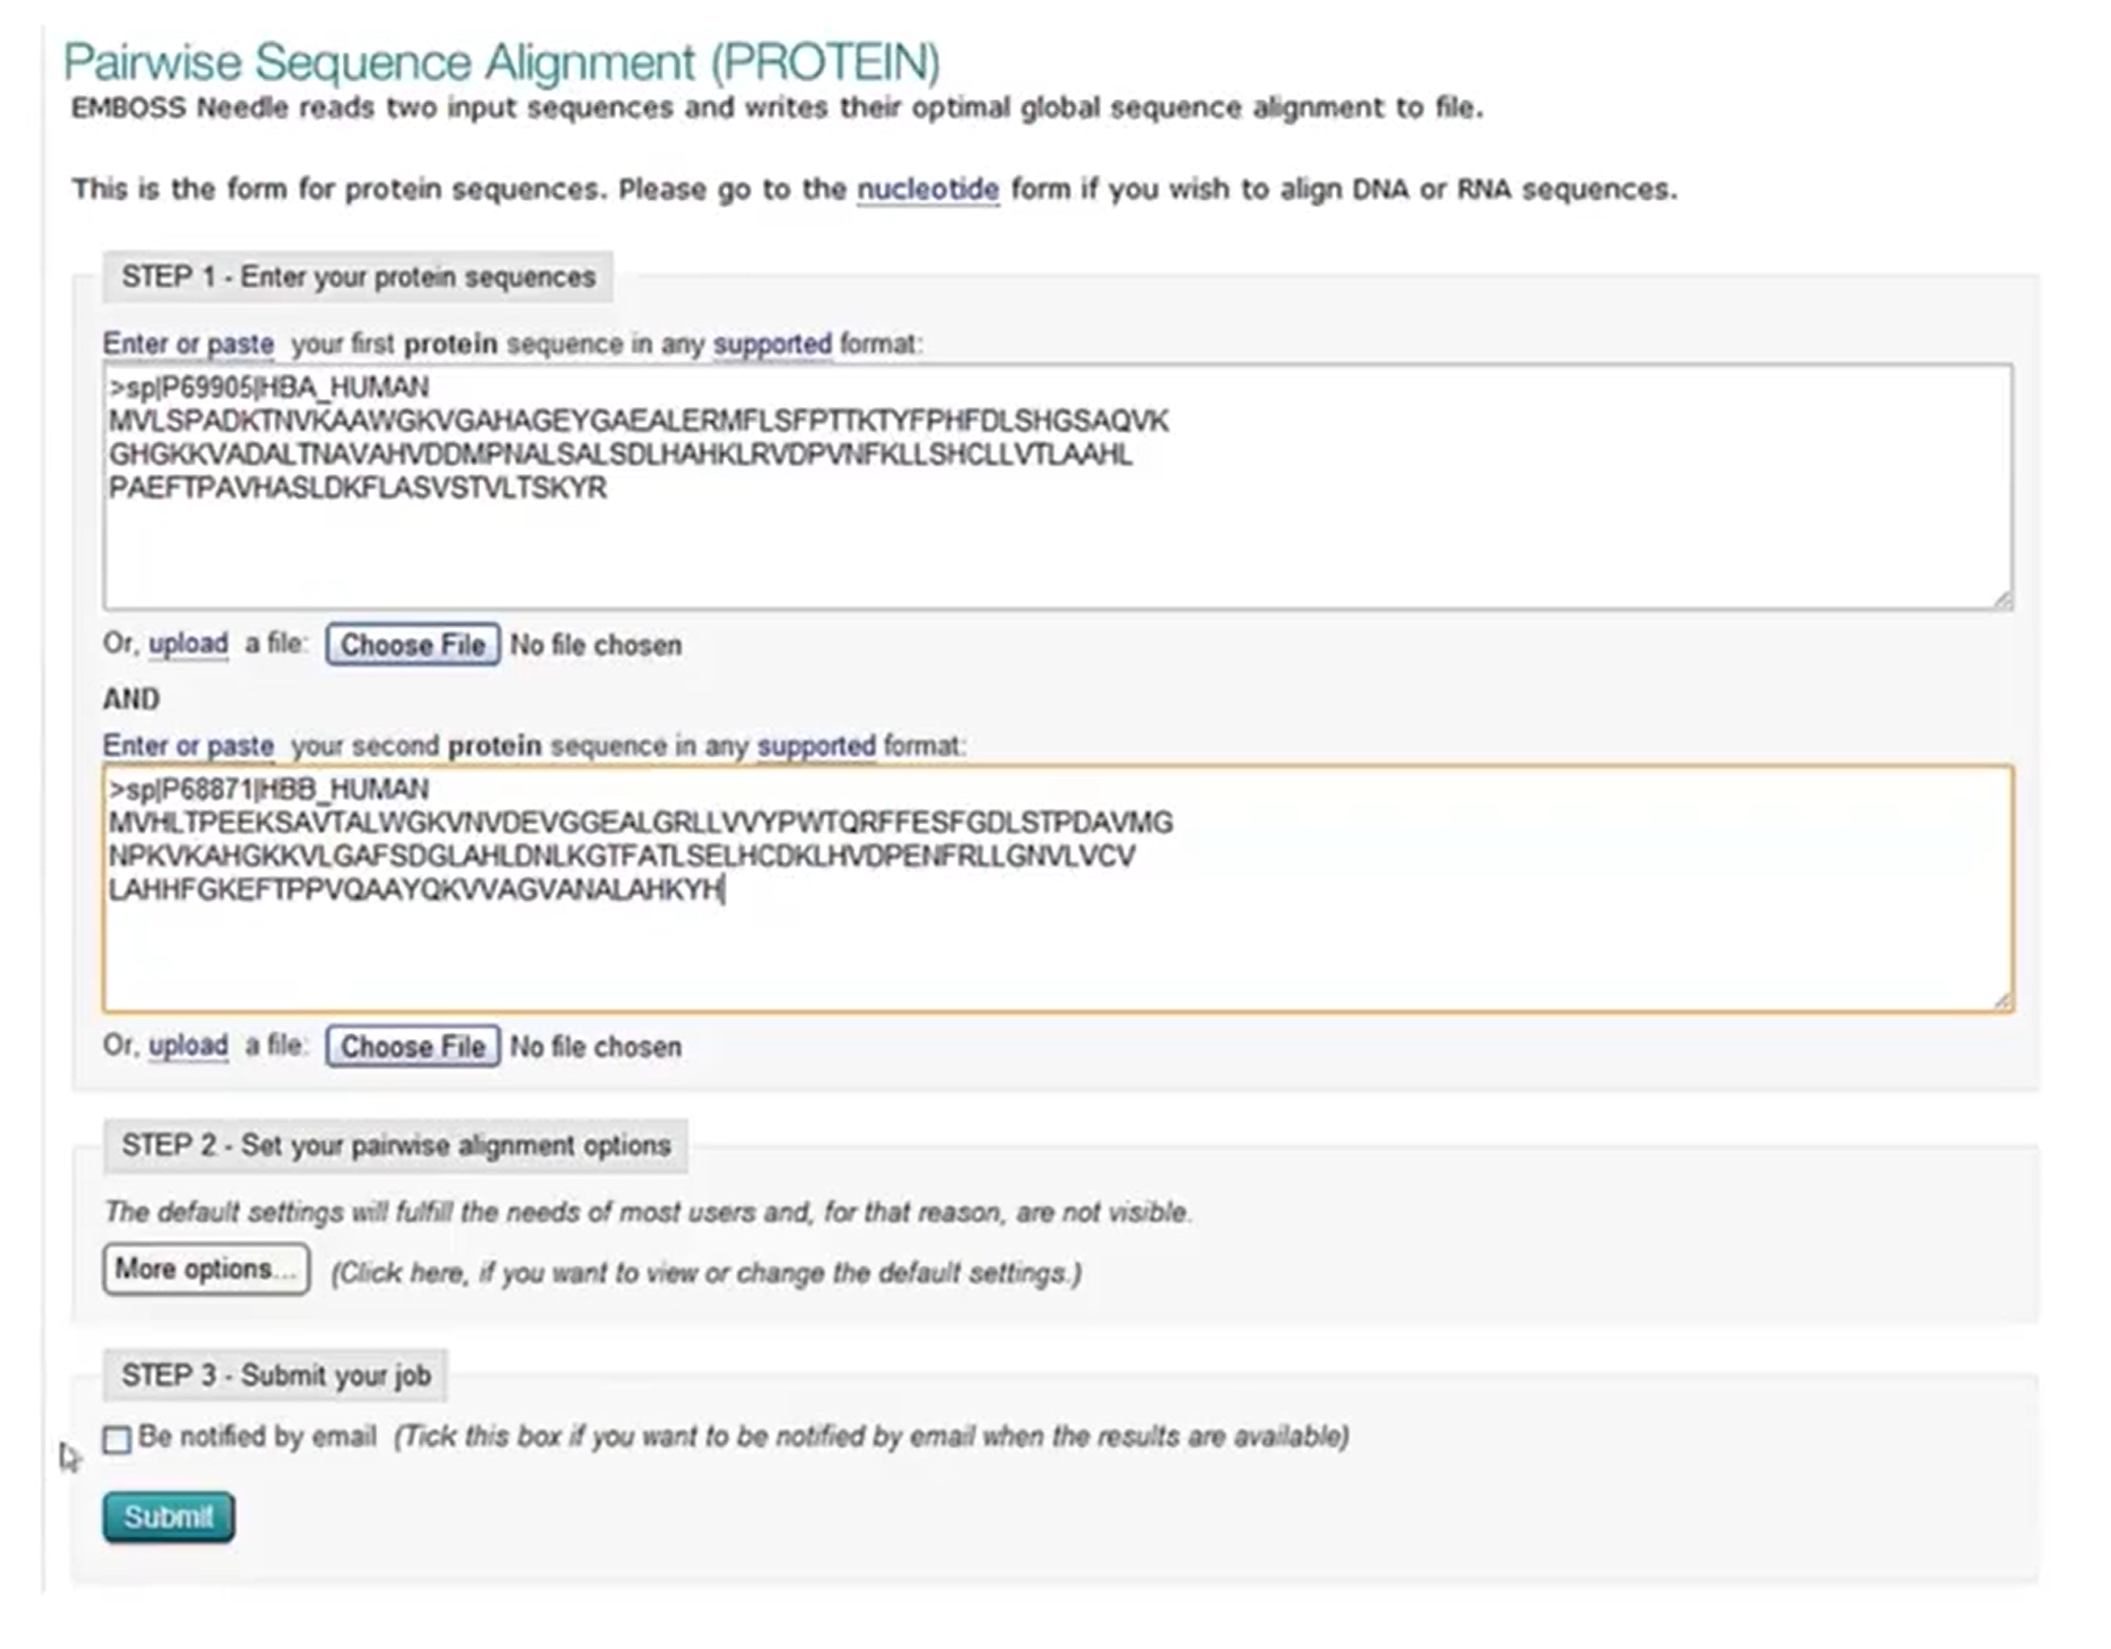 Pairwise Sequence Alignment (PROTEIN)
EMBOSS Needle reads two input sequences and writes their optimal global sequence alignment to file.
This is the form for protein sequences. Please go to the nucleotide form if you wish to align DNA or RNA sequences.
STEP 1 - Enter your protein sequences
Enter or paste your first protein sequence in any supported format:
>sp|P69905|HBA_HUMAN
MVLSPADKTNVKAAWGKVGAHAGEYGAEALERMFLSFPTTKTYFPHFDLSHGSAQVK
GHGKKVADALTNAVAHVDDMPNALSALSDLHAHKLRVDPVNFKLLSHCLLVTLAAHL
PAEFTPAVHASLDKFLASVSTVLTSKYR
Or, upload a file: Choose File No file chosen
AND
Enter or paste your second protein sequence in any supported format:
>sp|P68871|HBB_HUMAN
MVHLTPEEKSAVTALWGKVNVDEVGGEALGRLLVVYPWTQRFFESFGDLSTPDAVMG
NPKVKAHGKKVLGAFSDGLAHLDNLKGTFATLSELHCDKLHVDPENFRLLGNVLVCV
LAHHFGKEFTPPVQAAYQKVVAGVANALAHKYH
Or, upload a file: Choose File No file chosen
STEP 2 - Set your pairwise alignment options
The default settings will fulfill the needs of most users and, for that reason, are not visible.
More options... (Click here, if you want to view or change the default settings.)
STEP 3 - Submit your job
Be notified by email (Tick this box if you want to be notified by email when the results are available)
Submit